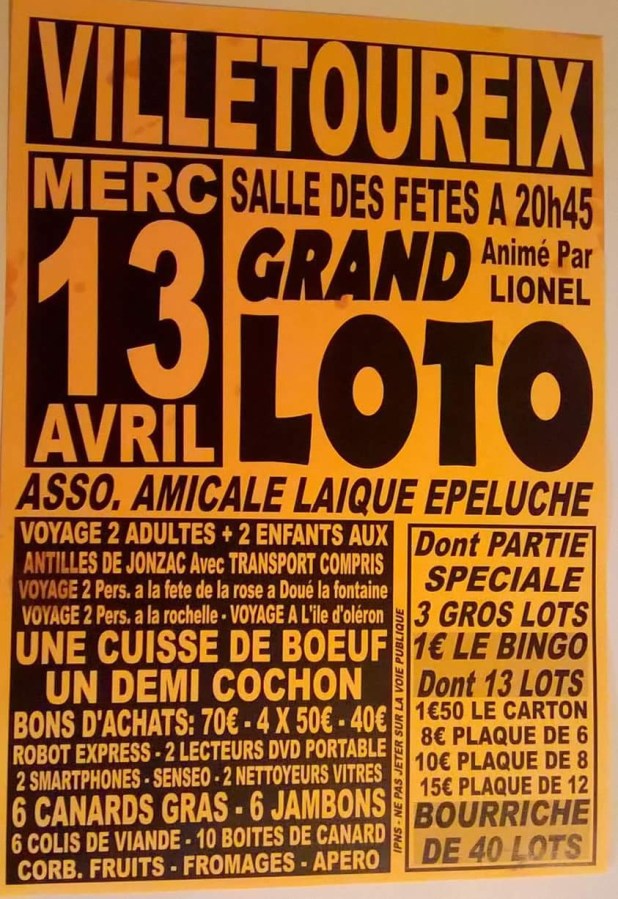 VILLETOUREIX
MERC
13
AVRIL
SALLE DES FETES A 20h45
GRAND
Animé Par
LIONEL
LOTO
ASSO. AMICALE LAIQUE EPELUCHE
VOYAGE 2 ADULTES + 2 ENFANTS AUX
ANTILLES DE JONZAC Avec TRANSPORT COMPRIS
VOYAGE 2 Pers. a la fete de la rose a Doué la fontaine
VOYAGE 2 Pers. a la rochelle - VOYAGE A L'ile d'oléron
UNE CUISSE DE BOEUF
UN DEMI COCHON
BONS D'ACHATS: 70€ - 4 X 50€ - 40€
ROBOT EXPRESS - 2 LECTEURS DVD PORTABLE
2 SMARTPHONES - SENSEO - 2 NETTOYEURS VITRES
6 CANARDS GRAS - 6 JAMBONS
6 COLIS DE VIANDE - 10 BOITES DE CANARD
CORB. FRUITS - FROMAGES - APERO
IPNS - NE PAS JETER SUR LA VOIE PUBLIQUE
Dont PARTIE
SPECIALE
3 GROS LOTS
1€ LE BINGO
Dont 13 LOTS
1€50 LE CARTON
8€ PLAQUE DE 6
10€ PLAQUE DE 8
15€ PLAQUE DE 12
BOURRICHE
DE 40 LOTS